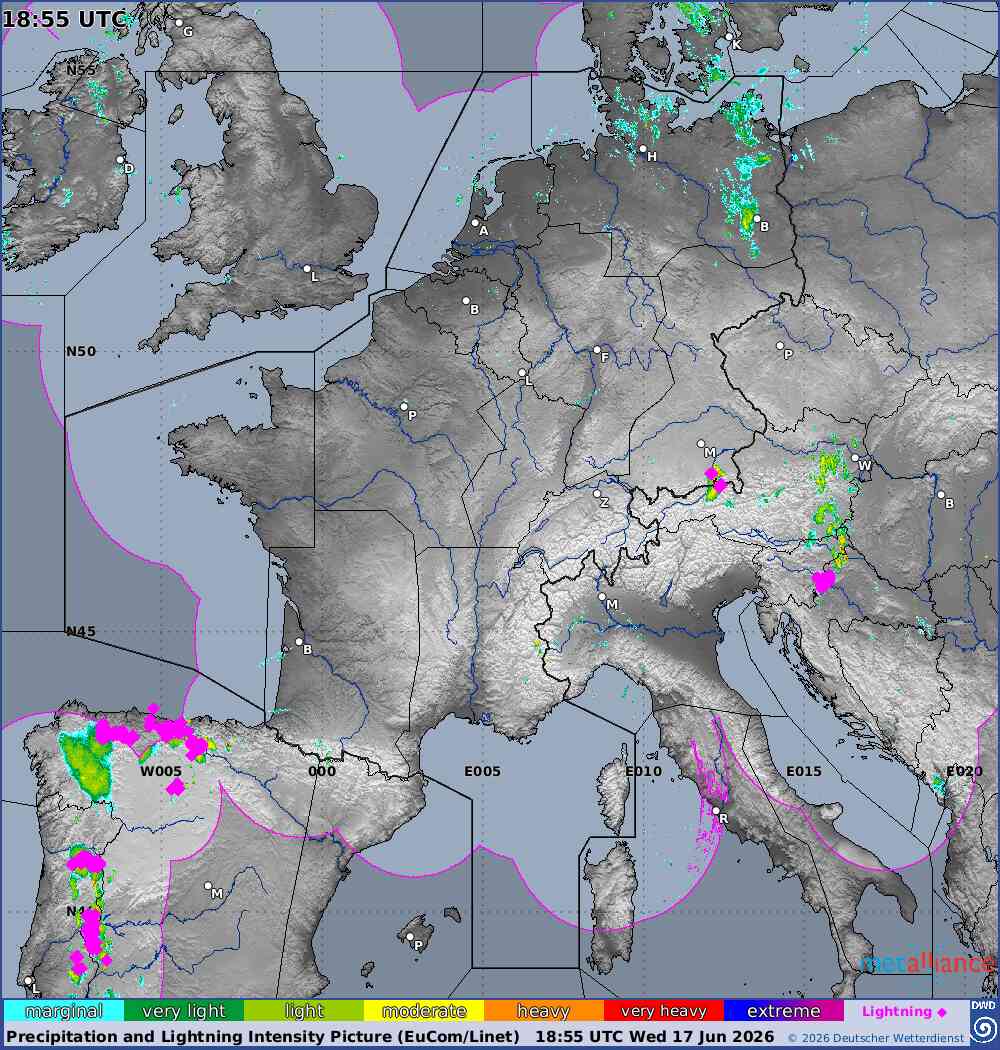 18:55 UTC
G
K
N55
D
H
A
B
L
B
N50
F
P
L
P
M
W
Z
B
M
N45
B
W005
000
E005
E010
E015
E020
R
M
N4
P
L
metalliance
marginal
very light
light
moderate
heavy
very heavy
extreme
Lightning
DWD
Precipitation and Lightning Intensity Picture (EuCom/Linet) 18:55 UTC Wed 17 Jun 2026 © 2026 Deutscher Wetterdienst